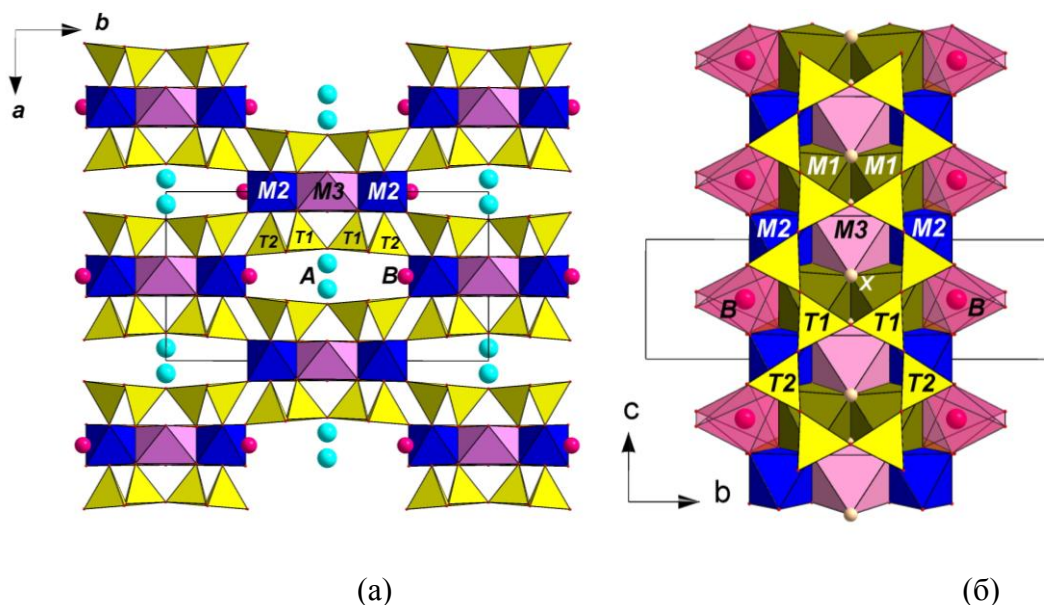 b
a
M2 M3 M2
T2 T1 T1 T2
A B
(а)
M1 M1
M2 M3 M2
x
B T1 T1 B
T2 T2
c
b
(б)